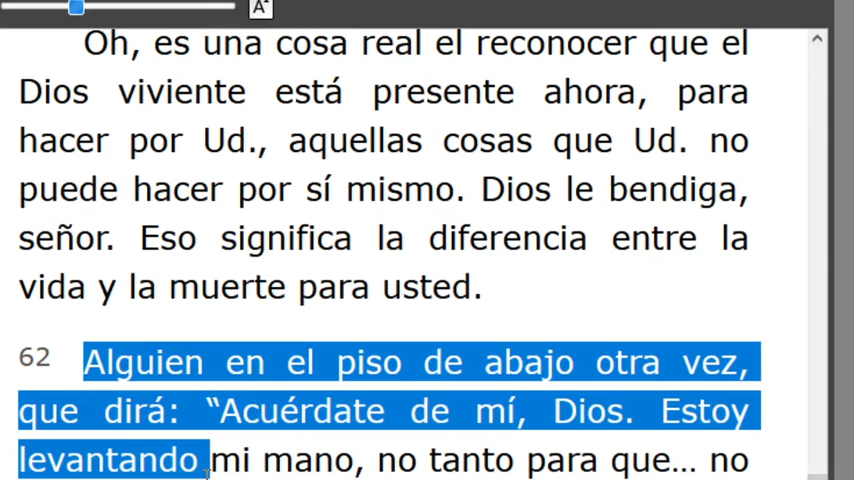 A
Oh, es una cosa real el reconocer que el
Dios viviente está presente ahora, para
hacer por Ud., aquellas cosas que Ud. no
puede hacer por sí mismo. Dios le bendiga,
señor. Eso significa la diferencia entre la
vida y la muerte para usted.
62 Alguien en el piso de abajo otra vez,
que dirá: “Acuérdate de mí, Dios. Estoy
levantando mi mano, no tanto para que... no